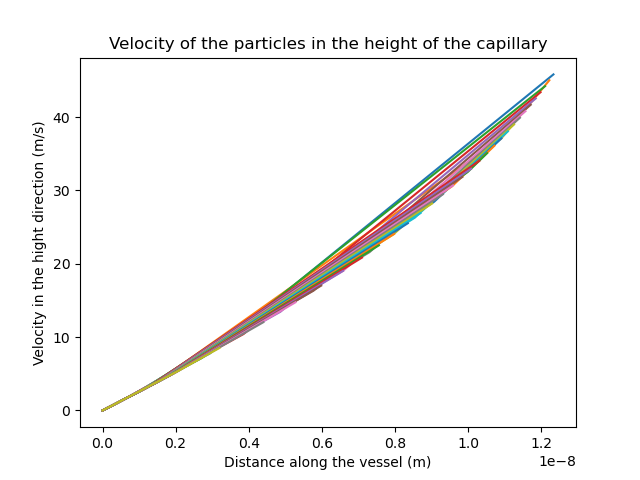 Velocity of the particles in the height of the capillary
Velocity in the hight direction (m/s)
40
30
20
10
0
0.0 0.2 0.4 0.6 0.8 1.0 1.2
1e−8
Distance along the vessel (m)